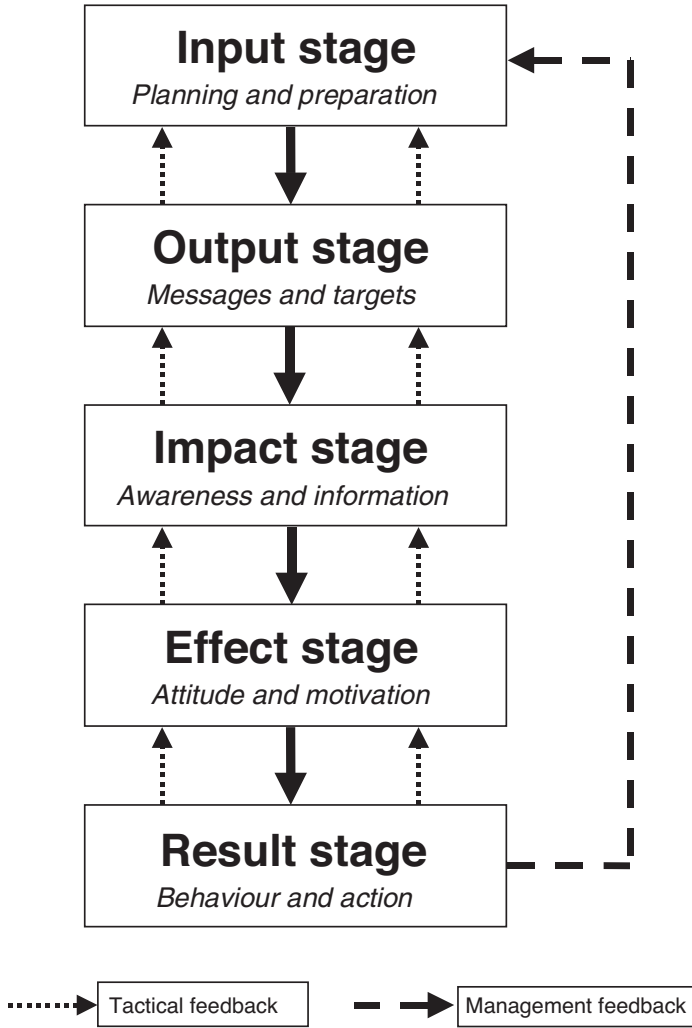 Input stage
Planning and preparation
Output stage
Messages and targets
Impact stage
Awareness and information
Effect stage
Attitude and motivation
Result stage
Behaviour and action
Tactical feedback
Management feedback